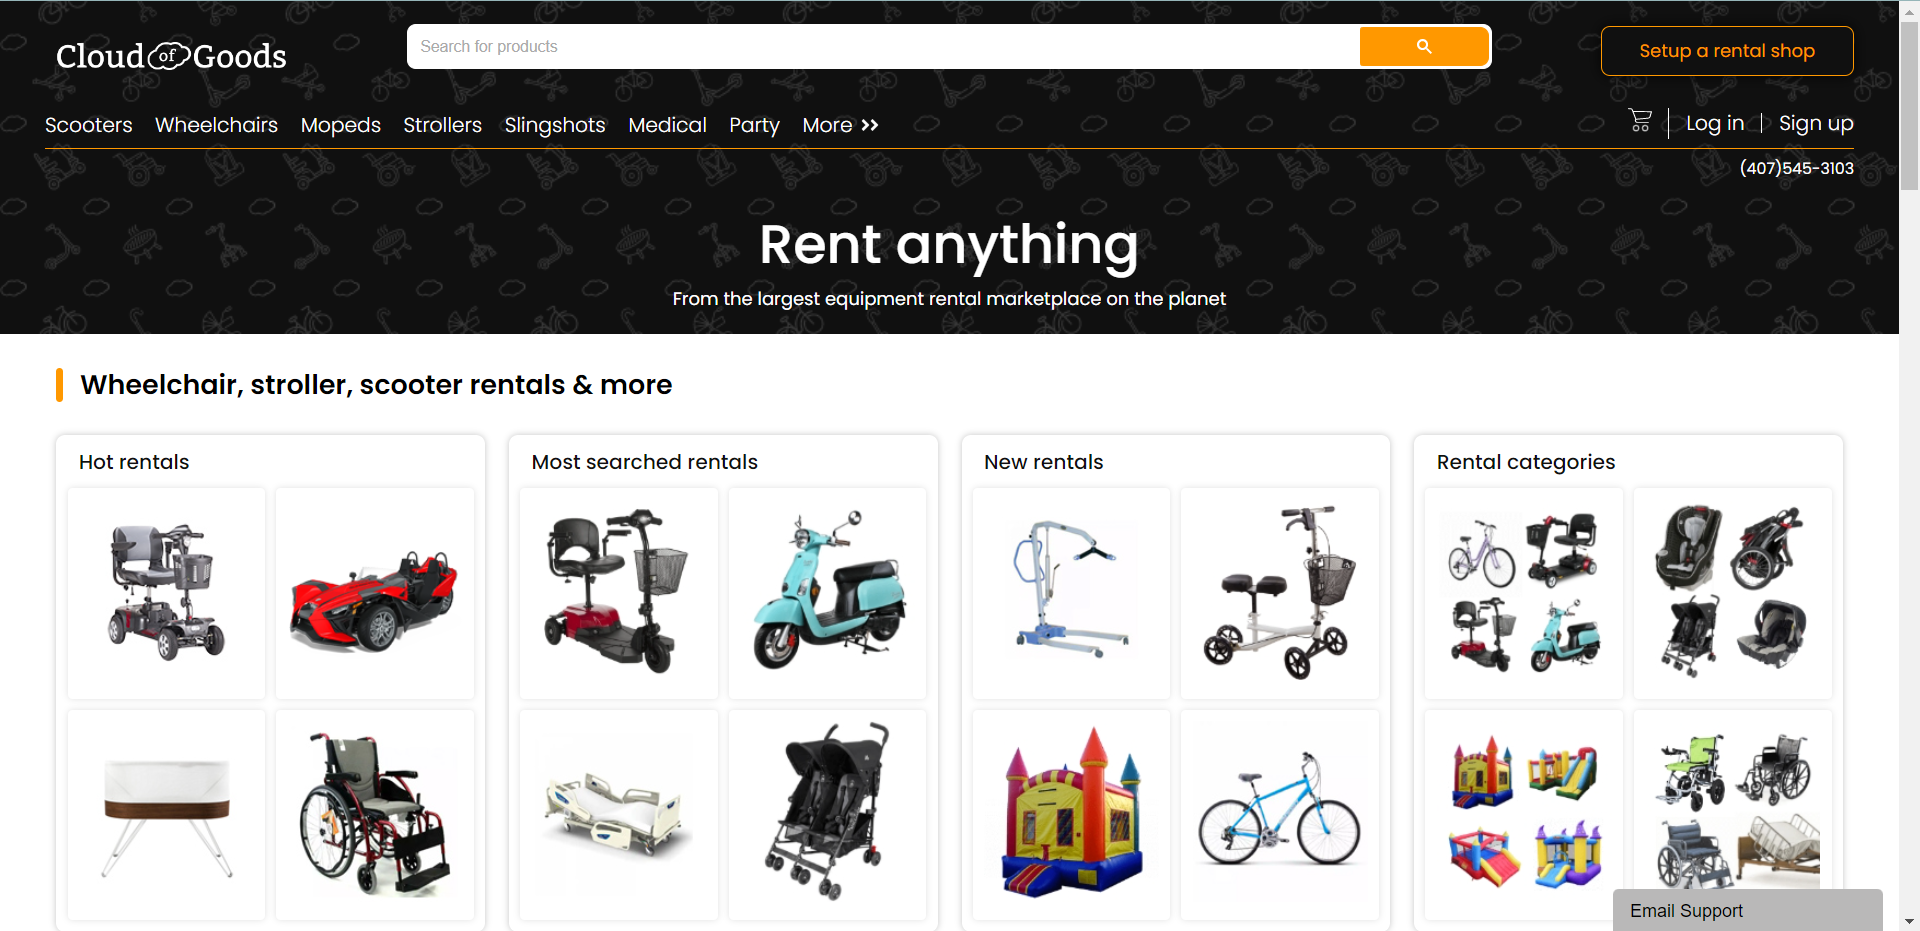 Cloud of Goods
Search for products
Setup a rental shop
Scooters Wheelchairs Mopeds Strollers Slingshots Medical Party More
Log in | Sign up
(407)545-3103
Rent anything
From the largest equipment rental marketplace on the planet
Wheelchair, stroller, scooter rentals & more
Hot rentals
Most searched rentals
New rentals
Rental categories
Email Support